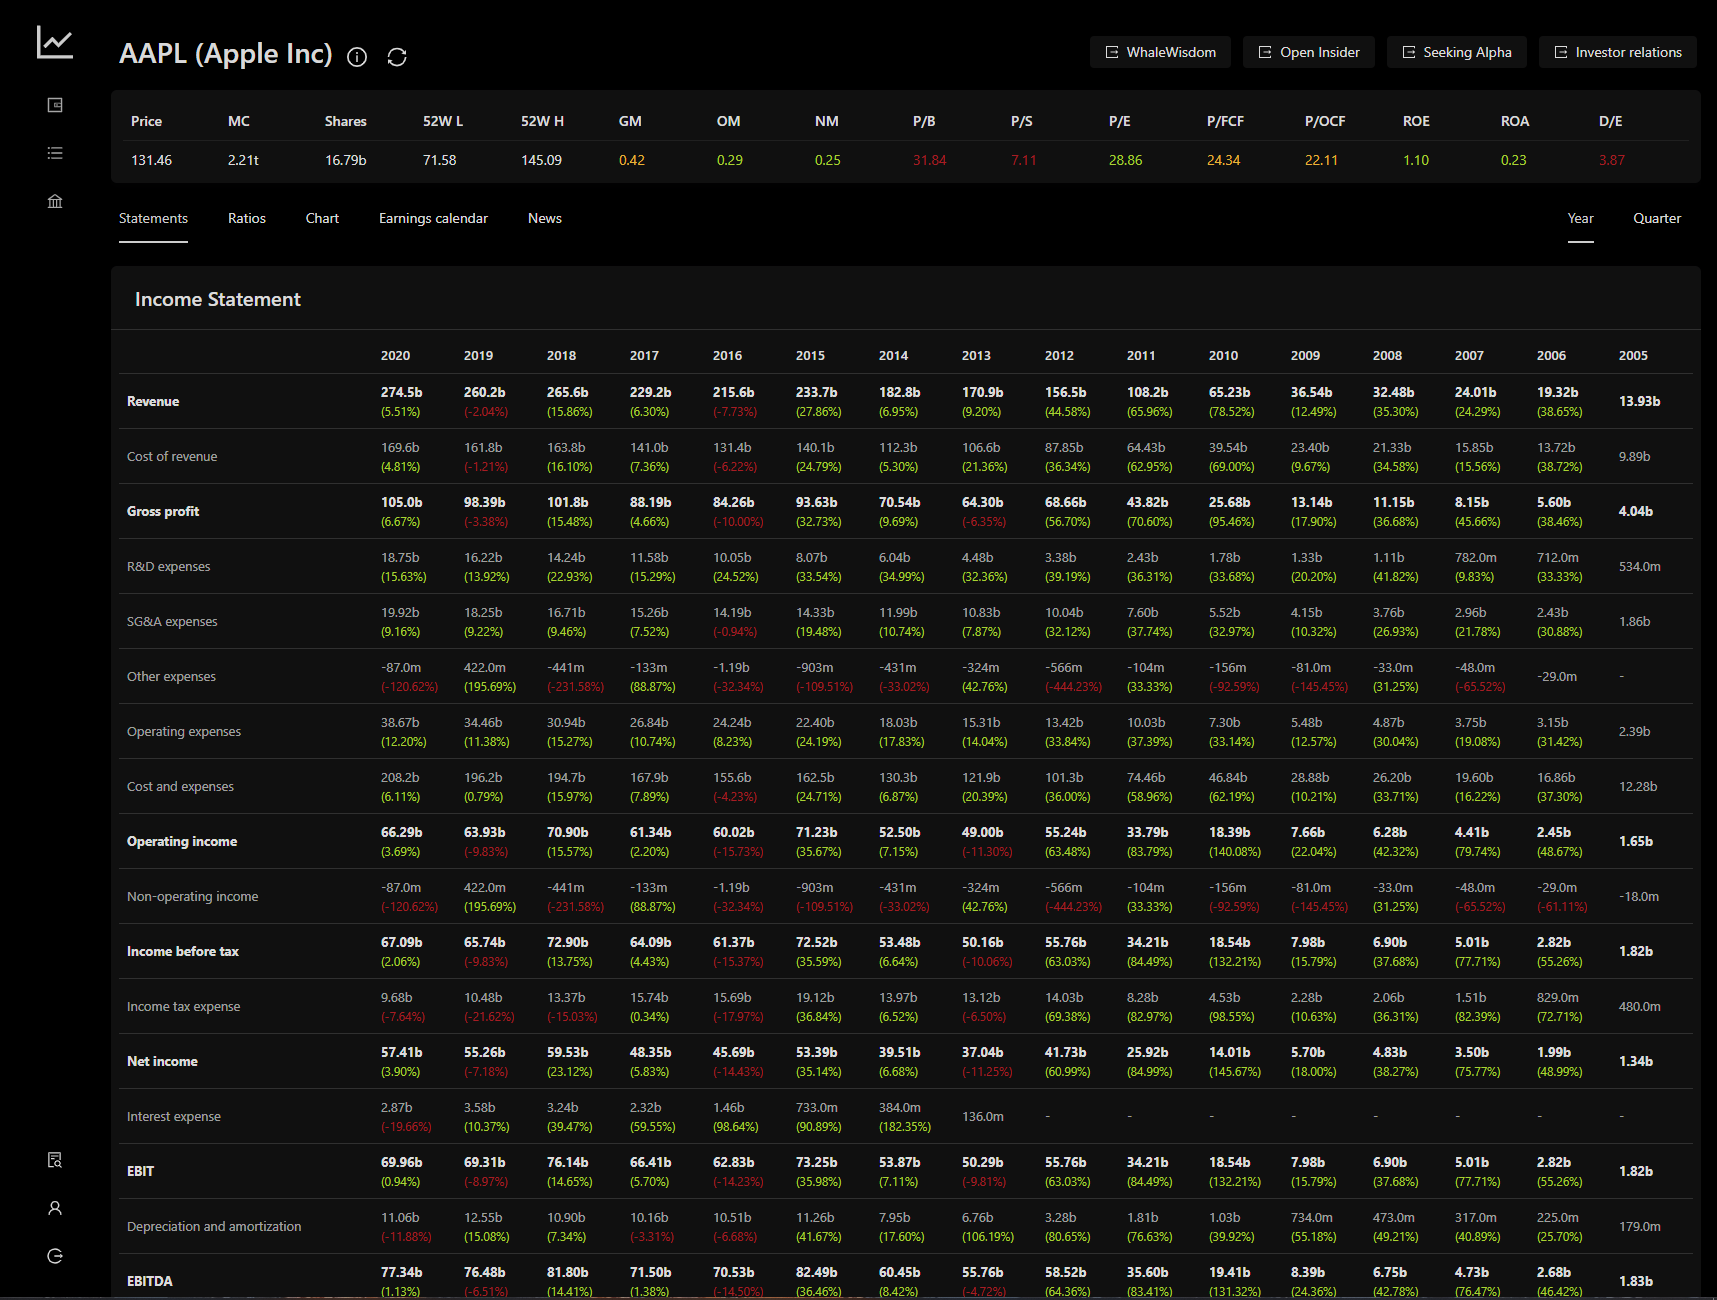 AAPL (Apple Inc)
WhaleWisdom Open Insider Seeking Alpha Investor relations
Price MC Shares 52W L 52W H GM OM NM P/B P/S P/E P/FCF P/OCF ROE ROA D/E
131.46 2.21t 16.79b 71.58 145.09 0.42 0.29 0.25 31.84 7.11 28.86 24.34 22.11 1.10 0.23 3.87
Statements Ratios Chart Earnings calendar News Year Quarter
Income Statement
2020 2019 2018 2017 2016 2015 2014 2013 2012 2011 2010 2009 2008 2007 2006 2005
274.5b 260.2b 265.6b 229.2b 215.6b 233.7b 182.8b 170.9b 156.5b 108.2b 65.23b 36.54b 32.48b 24.01b 19.32b
Revenue 13.93b
(5.51%) (-2.04%) (15.86%) (6.30%) (-7.73%) (27.86%) (6.95%) (9.20%) (44.58%) (65.96%) (78.52%) (12.49%) (35.30%) (24.29%) (38.65%)
169.6b 161.8b 163.8b 141.0b 131.4b 140.1b 112.3b 106.6b 87.85b 64.43b 39.54b 23.40b 21.33b 15.85b 13.72b
Cost of revenue 9.89b
(4.81%) (-1.21%) (16.10%) (7.36%) (-6.22%) (24.79%) (5.30%) (21.36%) (36.34%) (62.95%) (69.00%) (9.67%) (34.58%) (15.56%) (38.72%)
105.0b 98.39b 101.8b 88.19b 84.26b 93.63b 70.54b 64.30b 68.66b 43.82b 25.68b 13.14b 11.15b 8.15b 5.60b
Gross profit 4.04b
(6.67%) (-3.38%) (15.48%) (4.66%) (-10.00%) (32.73%) (9.69%) (-6.35%) (56.70%) (70.60%) (95.46%) (17.90%) (36.68%) (45.66%) (38.46%)
18.75b 16.22b 14.24b 11.58b 10.05b 8.07b 6.04b 4.48b 3.38b 2.43b 1.78b 1.33b 1.11b 782.0m 712.0m
R&D expenses 534.0m
(15.63%) (13.92%) (22.93%) (15.29%) (24.52%) (33.54%) (34.99%) (32.36%) (39.19%) (36.31%) (33.68%) (20.20%) (41.82%) (9.83%) (33.33%)
19.92b 18.25b 16.71b 15.26b 14.19b 14.33b 11.99b 10.83b 10.04b 7.60b 5.52b 4.15b 3.76b 2.96b 2.43b
SG&A expenses 1.86b
(9.16%) (9.22%) (9.46%) (7.52%) (-0.94%) (19.48%) (10.74%) (7.87%) (32.12%) (37.74%) (32.97%) (10.32%) (26.93%) (21.78%) (30.88%)
-87.0m 422.0m -441m -133m -1.19b -903m -431m -324m -566m -104m -156m -81.0m -33.0m -48.0m
Other expenses -29.0m -
(-120.62%) (195.69%) (-231.58%) (88.87%) (-32.34%) (-109.51%) (-33.02%) (42.76%) (-444.23%) (33.33%) (-92.59%) (-145.45%) (31.25%) (-65.52%)
38.67b 34.46b 30.94b 26.84b 24.24b 22.40b 18.03b 15.31b 13.42b 10.03b 7.30b 5.48b 4.87b 3.75b 3.15b
Operating expenses 2.39b
(12.20%) (11.38%) (15.27%) (10.74%) (8.23%) (24.19%) (17.83%) (14.04%) (33.84%) (37.39%) (33.14%) (12.57%) (30.04%) (19.08%) (31.42%)
208.2b 196.2b 194.7b 167.9b 155.6b 162.5b 130.3b 121.9b 101.3b 74.46b 46.84b 28.88b 26.20b 19.60b 16.86b
Cost and expenses 12.28b
(6.11%) (0.79%) (15.97%) (7.89%) (-4.23%) (24.71%) (6.87%) (20.39%) (36.00%) (58.96%) (62.19%) (10.21%) (33.71%) (16.22%) (37.30%)
66.29b 63.93b 70.90b 61.34b 60.02b 71.23b 52.50b 49.00b 55.24b 33.79b 18.39b 7.66b 6.28b 4.41b 2.45b
Operating income 1.65b
(3.69%) (-9.83%) (15.57%) (2.20%) (-15.73%) (35.67%) (7.15%) (-11.30%) (63.48%) (83.79%) (140.08%) (22.04%) (42.32%) (79.74%) (48.67%)
-87.0m 422.0m -441m -133m -1.19b -903m -431m -324m -566m -104m -156m -81.0m -33.0m -48.0m -29.0m
Non-operating income -18.0m
(-120.62%) (195.69%) (-231.58%) (88.87%) (-32.34%) (-109.51%) (-33.02%) (42.76%) (-444.23%) (33.33%) (-92.59%) (-145.45%) (31.25%) (-65.52%) (-61.11%)
67.09b 65.74b 72.90b 64.09b 61.37b 72.52b 53.48b 50.16b 55.76b 34.21b 18.54b 7.98b 6.90b 5.01b 2.82b
Income before tax 1.82b
(2.06%) (-9.83%) (13.75%) (4.43%) (-15.37%) (35.59%) (6.64%) (-10.06%) (63.03%) (84.49%) (132.21%) (15.79%) (37.68%) (77.71%) (55.26%)
9.68b 10.48b 13.37b 15.74b 15.69b 19.12b 13.97b 13.12b 14.03b 8.28b 4.53b 2.28b 2.06b 1.51b 829.0m
Income tax expense 480.0m
(-7.64%) (-21.62%) (-15.03%) (0.34%) (-17.97%) (36.84%) (6.52%) (-6.50%) (69.38%) (82.97%) (98.55%) (10.63%) (36.31%) (82.39%) (72.71%)
57.41b 55.26b 59.53b 48.35b 45.69b 53.39b 39.51b 37.04b 41.73b 25.92b 14.01b 5.70b 4.83b 3.50b 1.99b
Net income 1.34b
(3.90%) (-7.18%) (23.12%) (5.83%) (-14.43%) (35.14%) (6.68%) (-11.25%) (60.99%) (84.99%) (145.67%) (18.00%) (38.27%) (75.77%) (48.99%)
2.87b 3.58b 3.24b 2.32b 1.46b 733.0m 384.0m
Interest expense 136.0m - - - - - - - -
(-19.66%) (10.37%) (39.47%) (59.55%) (98.64%) (90.89%) (182.35%)
69.96b 69.31b 76.14b 66.41b 62.83b 73.25b 53.87b 50.29b 55.76b 34.21b 18.54b 7.98b 6.90b 5.01b 2.82b
EBIT 1.82b
(0.94%) (-8.97%) (14.65%) (5.70%) (-14.23%) (35.98%) (7.11%) (-9.81%) (63.03%) (84.49%) (132.21%) (15.79%) (37.68%) (77.71%) (55.26%)
11.06b 12.55b 10.90b 10.16b 10.51b 11.26b 7.95b 6.76b 3.28b 1.81b 1.03b 734.0m 473.0m 317.0m 225.0m
Depreciation and amortization 179.0m
(-11.88%) (15.08%) (7.34%) (-3.31%) (-6.68%) (41.67%) (17.60%) (106.19%) (80.65%) (76.63%) (39.92%) (55.18%) (49.21%) (40.89%) (25.70%)
77.34b 76.48b 81.80b 71.50b 70.53b 82.49b 60.45b 55.76b 58.52b 35.60b 19.41b 8.39b 6.75b 4.73b 2.68b
EBITDA 1.83b
(1.13%) (-6.51%) (14.41%) (1.38%) (-14.50%) (36.46%) (8.42%) (-4.72%) (64.36%) (83.41%) (131.32%) (24.36%) (42.78%) (76.47%) (46.42%)